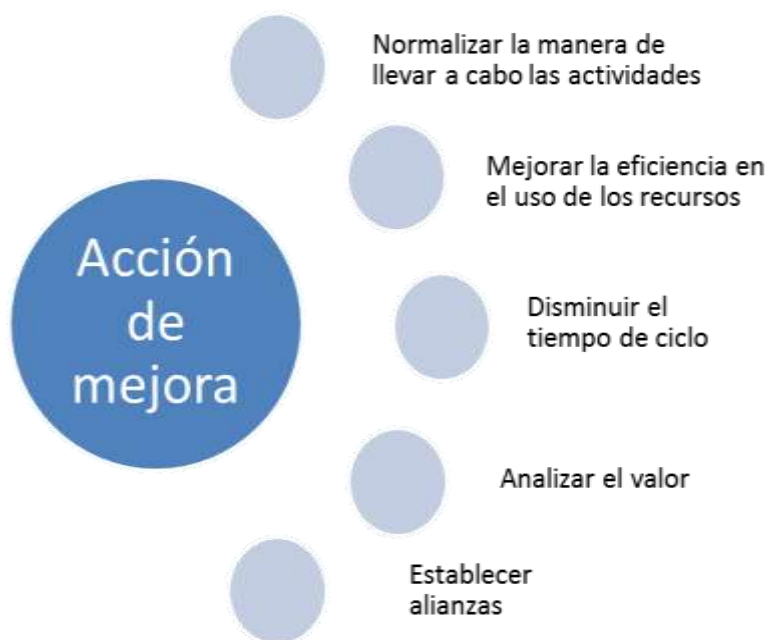 Normalizar la manera de
llevar a cabo las actividades
Mejorar la eficiencia en
el uso de los recursos
Acción
de
mejora
Disminuir el
tiempo de ciclo
Analizar el valor
Establecer
alianzas